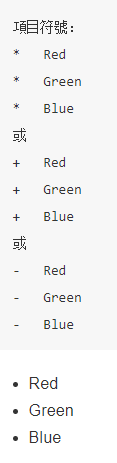 項目符號：
* Red
* Green
* Blue
或
+ Red
+ Green
+ Blue
或
- Red
- Green
- Blue
• Red
• Green
• Blue